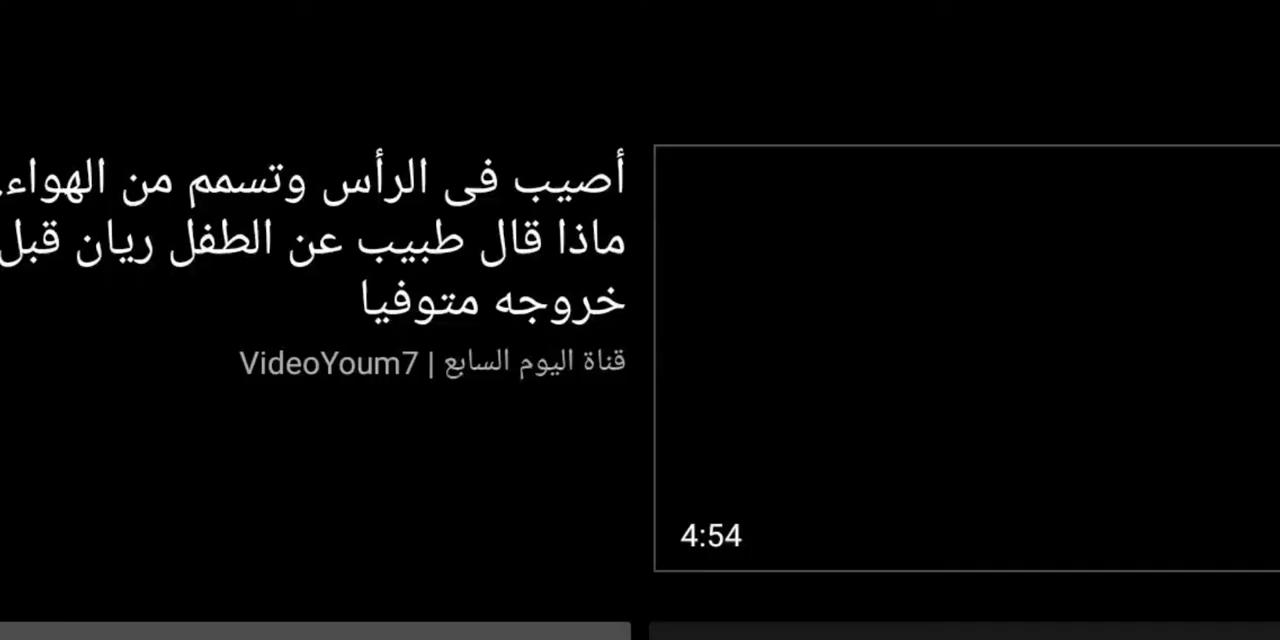 أصيب فى الرأس وتسمم من الهواء.
ماذا قال طبيب عن الطفل ريان قبل
خروجه متوفيا
قناة اليوم السابع | VideoYoum7
4:54